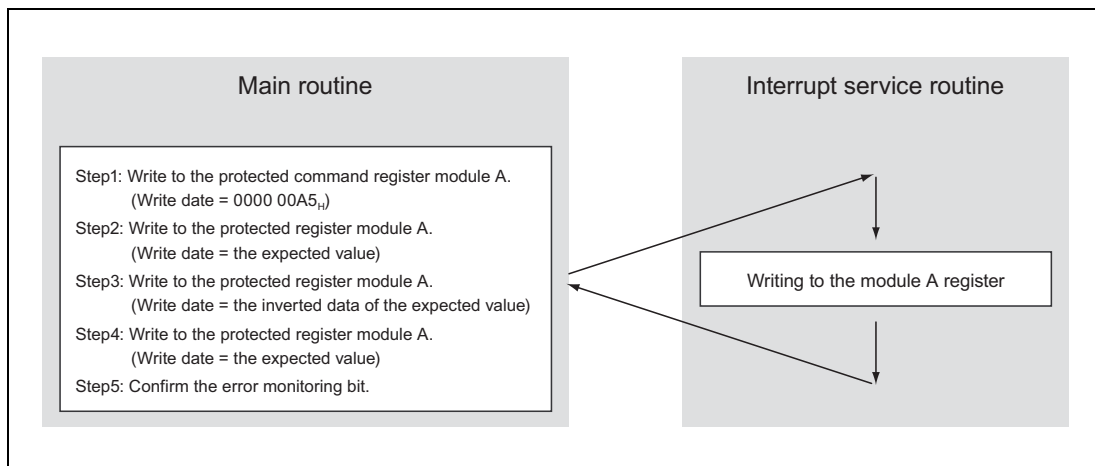 Main routine
Step1: Write to the protected command register module A.
(Write date = 0000 00A5H)
Step2: Write to the protected register module A.
(Write date = the expected value)
Step3: Write to the protected register module A.
(Write date = the inverted data of the expected value)
Step4: Write to the protected register module A.
(Write date = the expected value)
Step5: Confirm the error monitoring bit.
Interrupt service routine
Writing to the module A register